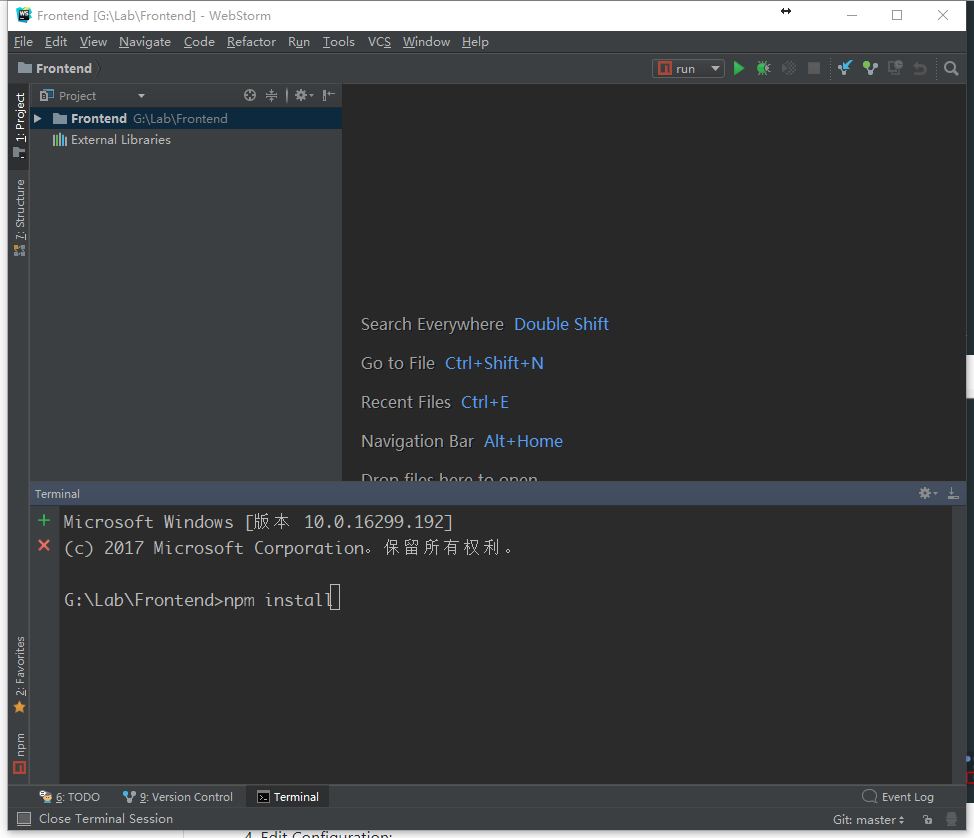 Frontend [G:\Lab\Frontend] - WebStorm
File Edit View Navigate Code Refactor Run Tools VCS Window Help
Frontend
run
Project
1: Project
Frontend G:\Lab\Frontend
External Libraries
7: Structure
Search Everywhere Double Shift
Go to File Ctrl+Shift+N
Recent Files Ctrl+E
Navigation Bar Alt+Home
Drop files here to open
Terminal
Microsoft Windows [版本 10.0.16299.192]
(c) 2017 Microsoft Corporation。保留所有权利。
G:\Lab\Frontend>npm install
2: Favorites
npm
6: TODO 9: Version Control Terminal Event Log
Close Terminal Session Git: master
4. Edit Configuration: